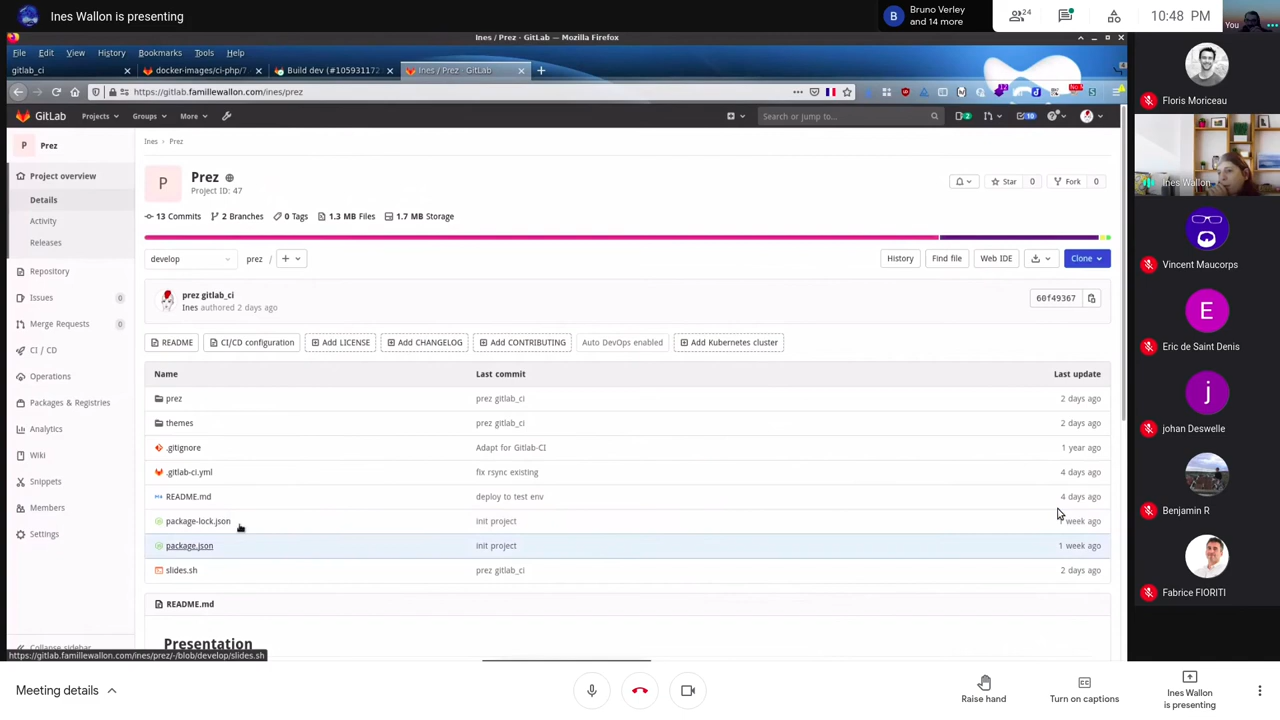 Ines Wallon is presenting
B
Bruno Verley
and 14 more
24
10:48 PM
You
Ines / Prez · GitLab — Mozilla Firefox
File Edit View History Bookmarks Tools Help
gitlab_ci
docker-images/ci-php/7
Build dev (#105931172
Ines / Prez · GitLab
https://gitlab.famillewallon.com/ines/prez
GitLab Projects Groups More
Search or jump to...
2
10
P Prez
Project overview
Details
Activity
Releases
Repository
Issues 0
Merge Requests 0
CI / CD
Operations
Packages & Registries
Analytics
Wiki
Snippets
Members
Settings
Collapse sidebar
Ines › Prez
P
Prez
Project ID: 47
Star 0
Fork 0
13 Commits 2 Branches 0 Tags 1.3 MB Files 1.7 MB Storage
develop
prez / +
History
Find file
Web IDE
Clone
prez gitlab_ci
Ines authored 2 days ago
60f49367
README
CI/CD configuration
Add LICENSE
Add CHANGELOG
Add CONTRIBUTING
Auto DevOps enabled
Add Kubernetes cluster
Name Last commit Last update
prez prez gitlab_ci 2 days ago
themes prez gitlab_ci 2 days ago
.gitignore Adapt for Gitlab-CI 1 year ago
.gitlab-ci.yml fix rsync existing 4 days ago
README.md deploy to test env 4 days ago
package-lock.json init project week ago
package.json init project 1 week ago
slides.sh prez gitlab_ci 2 days ago
README.md
Presentation
https://gitlab.famillewallon.com/ines/prez/-/blob/develop/slides.sh
Floris Moriceau
Ines Wallon
Vincent Maucorps
E
Eric de Saint Denis
j
johan Deswelle
Benjamin R
Fabrice FIORITI
Meeting details
Raise hand
Turn on captions
Ines Wallon
is presenting